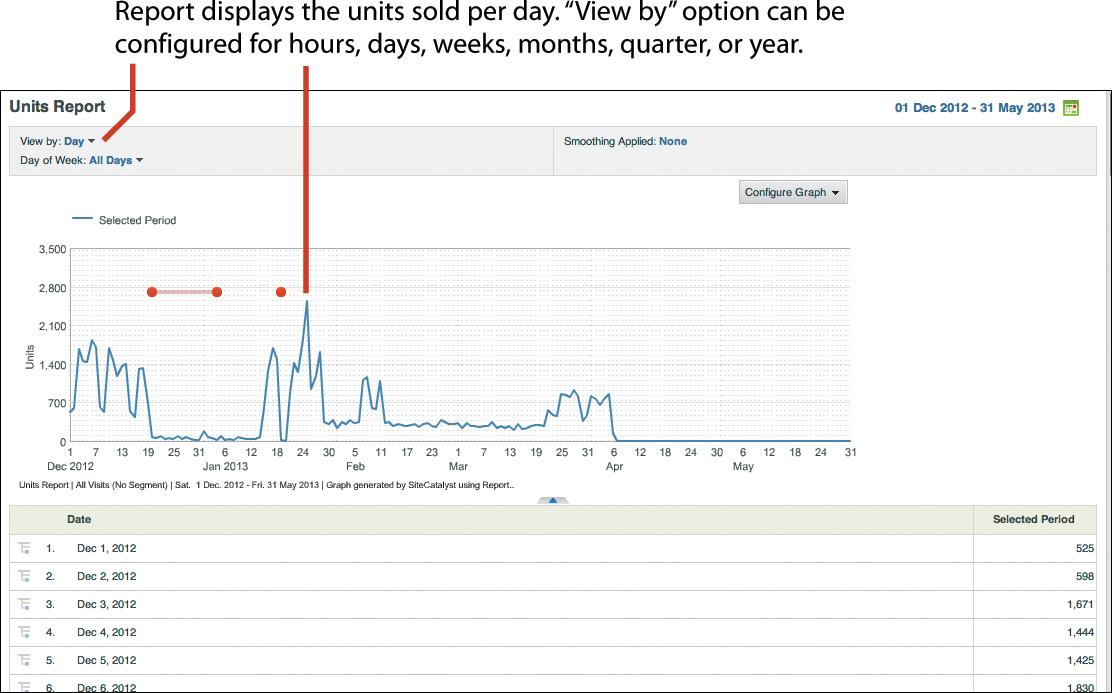 Report displays the units sold per day. “View by” option can be
configured for hours, days, weeks, months, quarter, or year.
Units Report
01 Dec 2012 - 31 May 2013
View by: Day
Smoothing Applied: None
Day of Week: All Days
Configure Graph
Selected Period
3,500
2,800
2,100
1,400
700
0
Units
1 7 13 19 25 31 6 12 18 24 30 5 11 17 23 1 7 13 19 25 31 6 12 18 24 30 6 12 18 24 31
Dec 2012 Jan 2013 Feb Mar Apr May
Units Report | All Visits (No Segment) | Sat. 1 Dec. 2012 - Fri. 31 May 2013 | Graph generated by SiteCatalyst using Report..
Date Selected Period
1. Dec 1, 2012 525
2. Dec 2, 2012 598
3. Dec 3, 2012 1,671
4. Dec 4, 2012 1,444
5. Dec 5, 2012 1,425
6. Dec 6, 2012 1,830